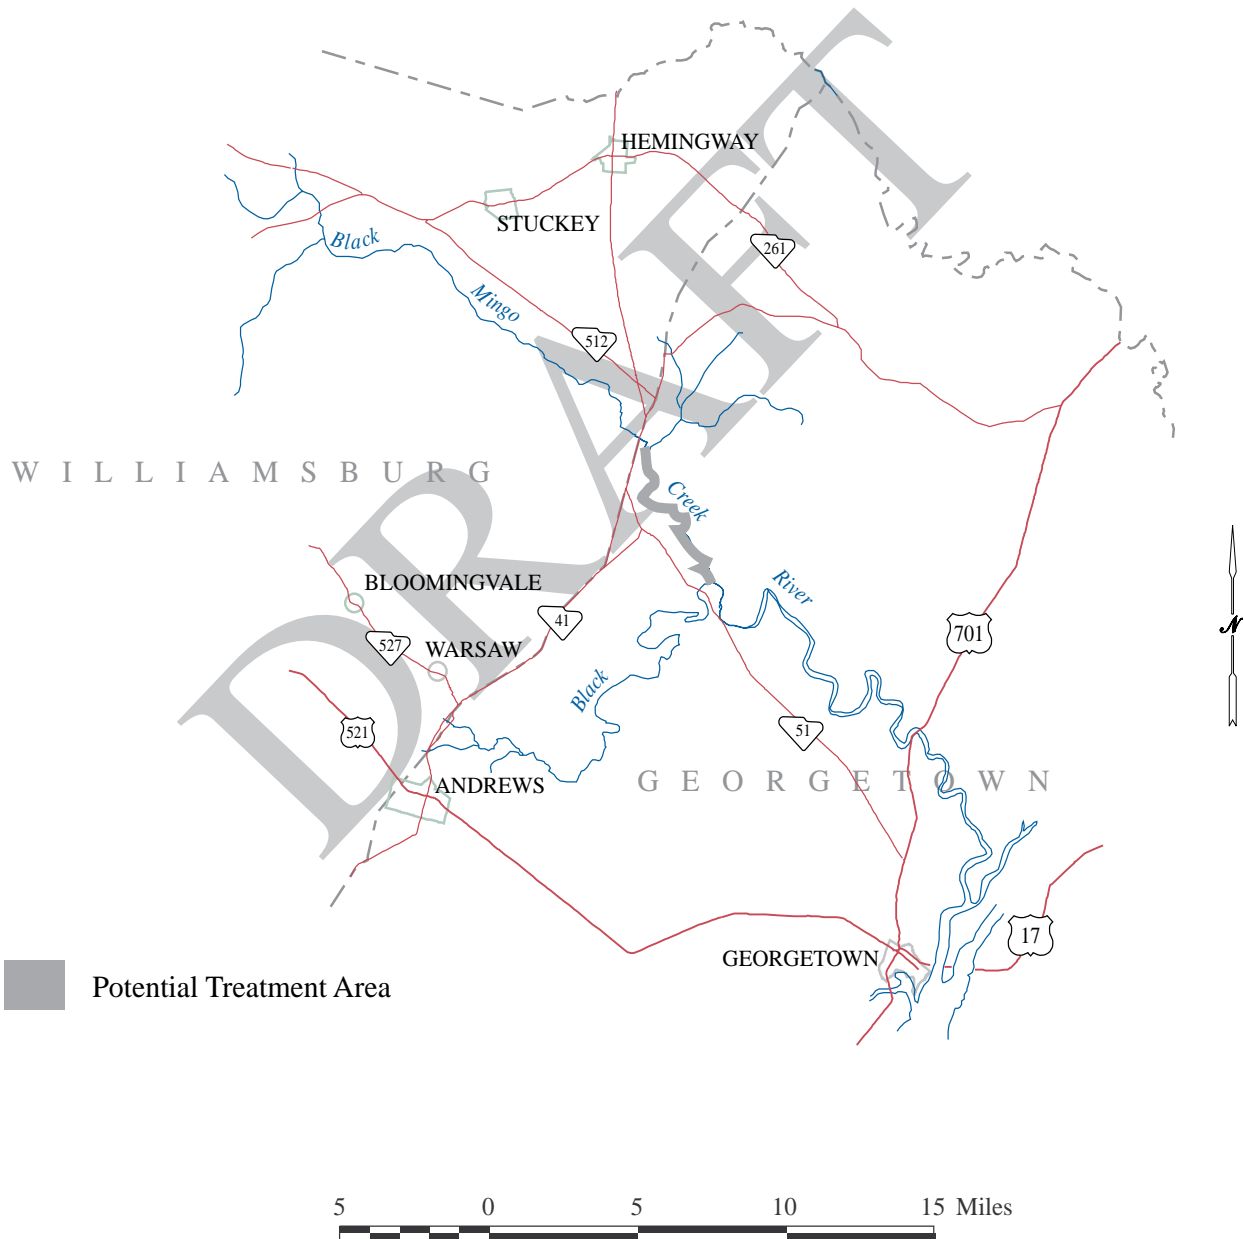 DRAFT
HEMINGWAY
STUCKEY
Black
261
Mingo
512
WILLIAMSBURG
Creek
BLOOMINGVALE
River
41
701
527
WARSAW
Black
521
51
GEORGETOWN
ANDREWS
N
17
GEORGETOWN
Potential Treatment Area
5 0 5 10 15 Miles